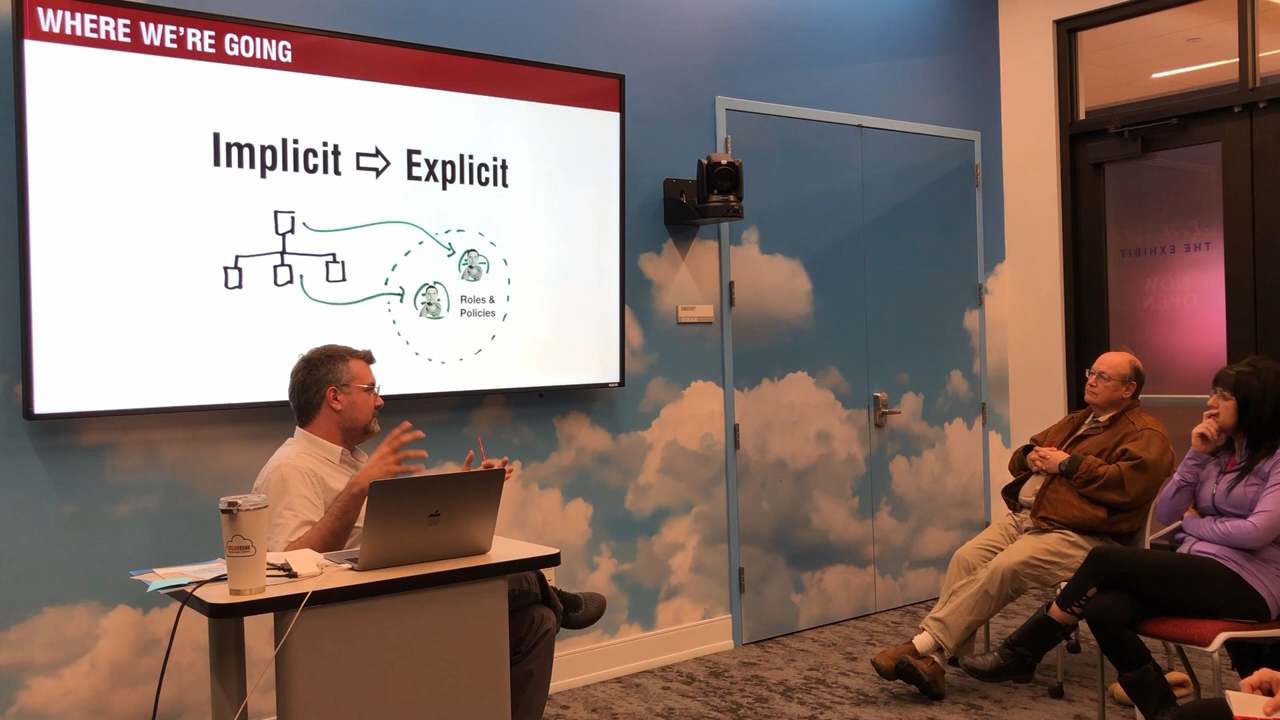 WHERE WE'RE GOING
Implicit ⇨ Explicit
Roles &
Policies
THE EXHIBIT